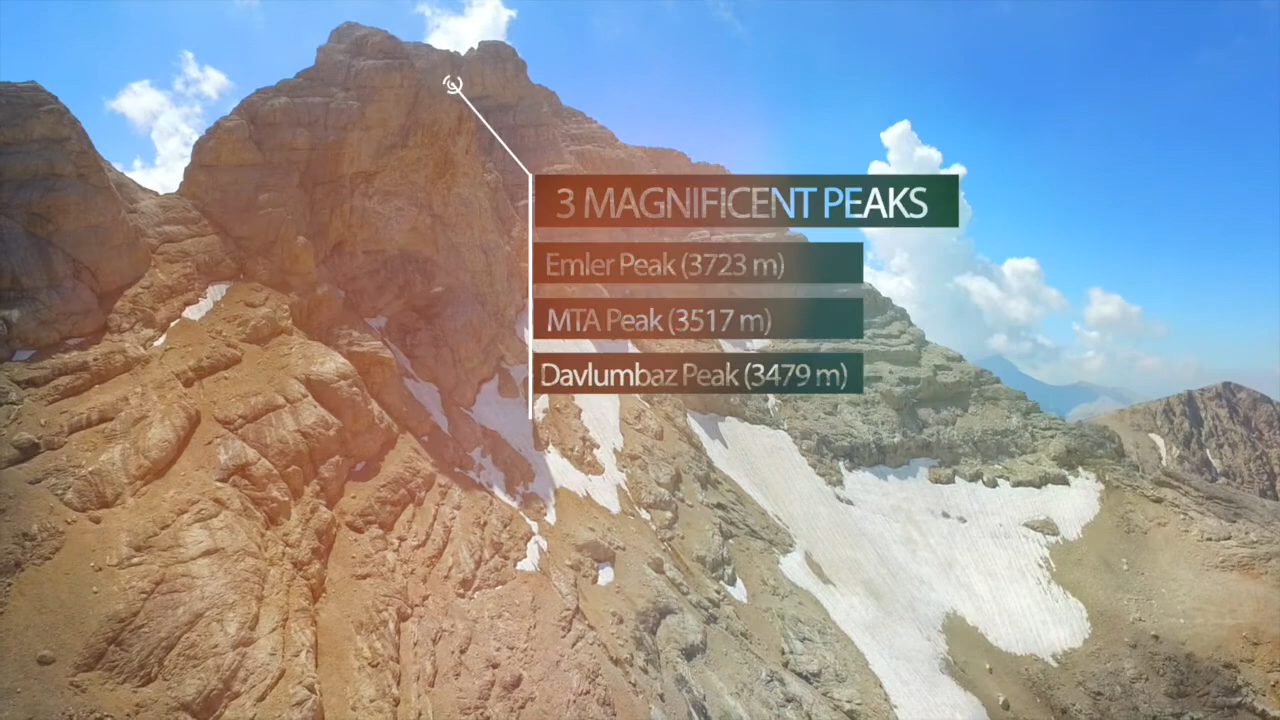 3 MAGNIFICENT PEAKS
Emler Peak (3723 m)
MTA Peak (3517 m)
Davlumbaz Peak (3479 m)